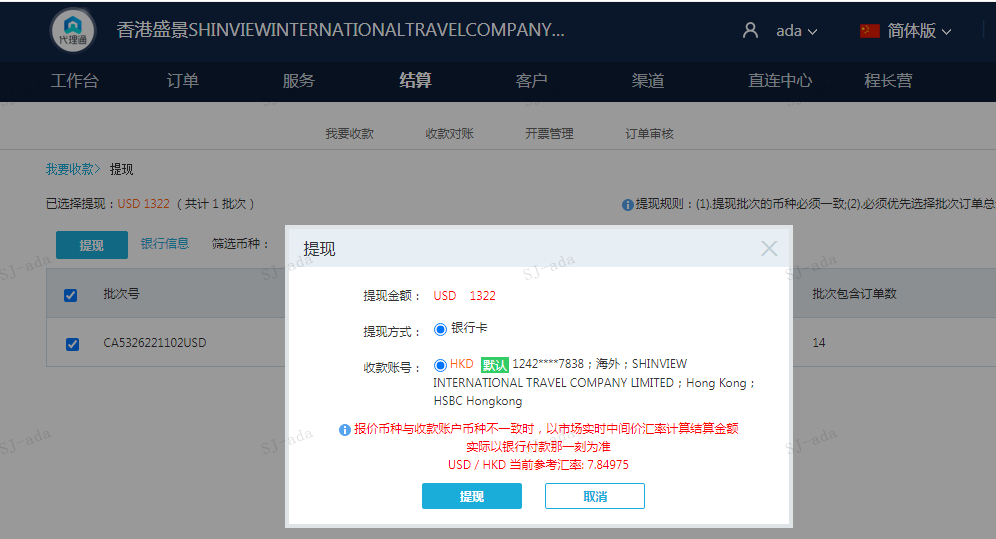 代理通
香港盛景SHINVIEWINTERNATIONALTRAVELCOMPANY...
ada
简体版
工作台 订单 服务 结算 客户 渠道 直连中心 程长营
我要收款 收款对账 开票管理 订单审核
我要收款> 提现
已选择提现：USD 1322 （共计 1 批次）
提现规则：(1).提现批次的币种必须一致;(2).必须优先选择批次订单总
提现 银行信息 筛选币种：
批次号 批次包含订单数
CA5326221102USD 14
提现
提现金额： USD 1322
提现方式： 银行卡
收款账号： HKD 默认 1242****7838；海外；SHINVIEW
INTERNATIONAL TRAVEL COMPANY LIMITED；Hong Kong；
HSBC Hongkong
报价币种与收款账户币种不一致时，以市场实时中间价汇率计算结算金额
实际以银行付款那一刻为准
USD / HKD 当前参考汇率: 7.84975
提现 取消
SJ-ada SJ-ada SJ-ada SJ-ada
SJ-ada SJ-ada SJ-ada